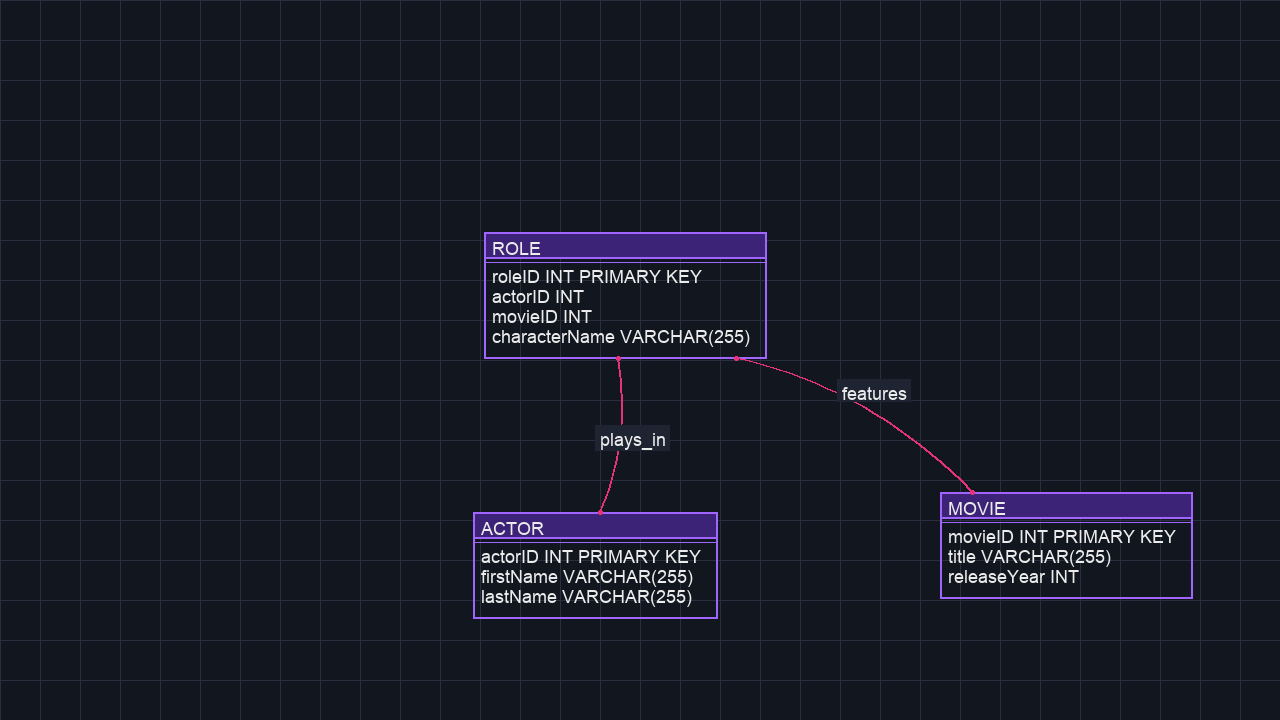 ROLE
roleID INT PRIMARY KEY
actorID INT
movieID INT
characterName VARCHAR(255)
features
plays_in
ACTOR
actorID INT PRIMARY KEY
firstName VARCHAR(255)
lastName VARCHAR(255)
MOVIE
movieID INT PRIMARY KEY
title VARCHAR(255)
releaseYear INT